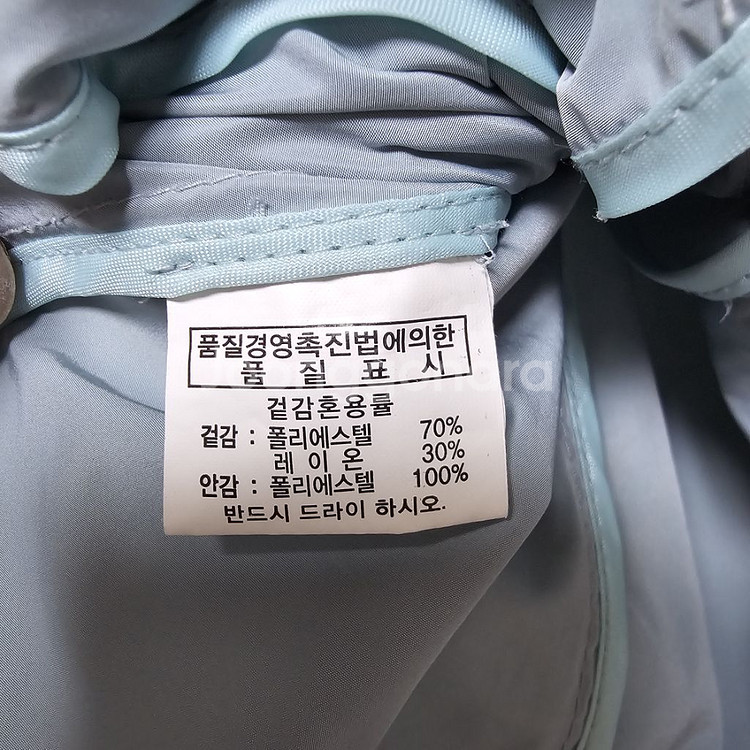 품질경영촉진법에의한
품 질 표 시
겉감혼용률
겉감 : 폴리에스텔 70%
레 이 온 30%
안감 : 폴리에스텔 100%
반드시 드라이 하시오.